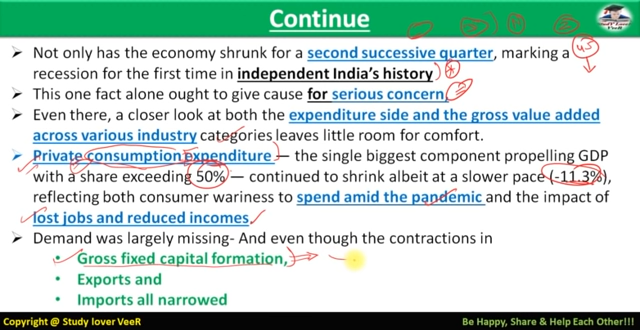 Continue
➢ Not only has the economy shrunk for a second successive quarter, marking a
recession for the first time in independent India's history)
➢ This one fact alone ought to give cause for serious concern.
➢ Even there, a closer look at both the expenditure side and the gross value added
across various industry categories leaves little room for comfort.
➢ Private consumption expenditure — the single biggest component propelling GDP
with a share exceeding 50% — continued to shrink albeit at a slower pace (-11.3%),
reflecting both consumer wariness to spend amid the pandemic and the impact of
lost jobs and reduced incomes.
➢ Demand was largely missing- And even though the contractions in
• Gross fixed capital formation,
• Exports and
• Imports all narrowed
Copyright @ Study lover VeeR
Be Happy, Share & Help Each Other!!!